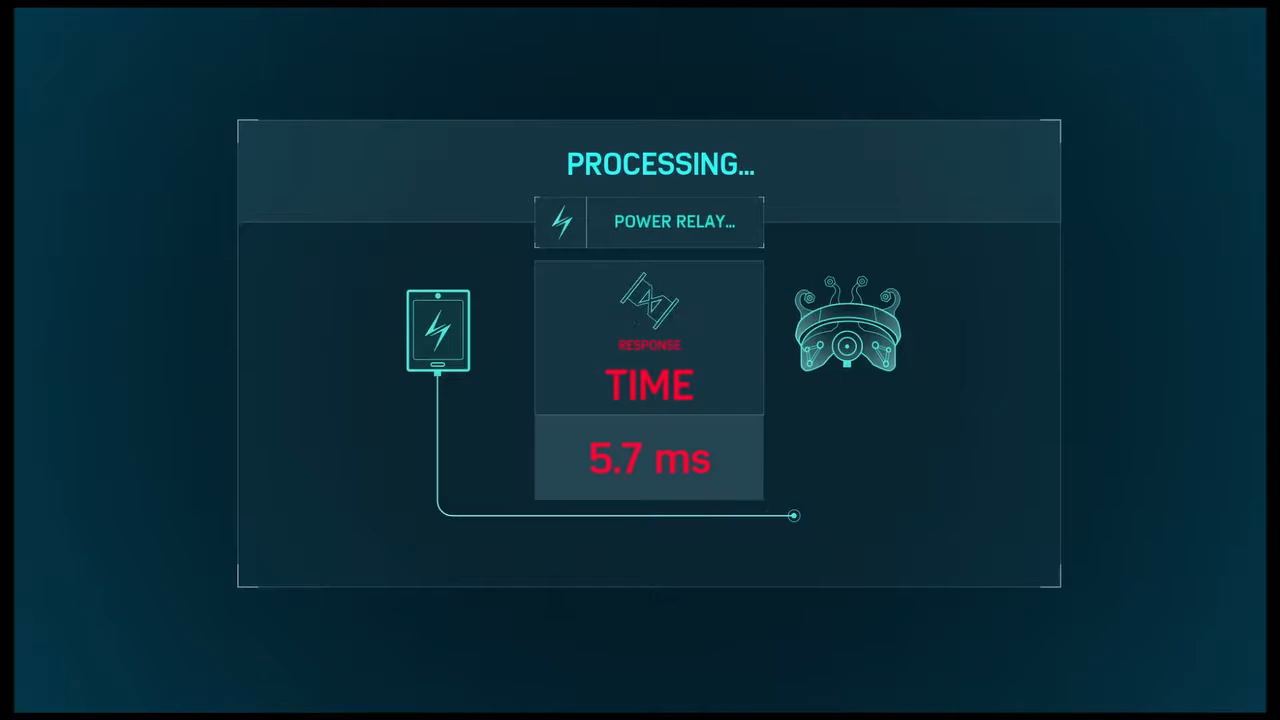 PROCESSING...
POWER RELAY...
RESPONSE
TIME
5.7 ms